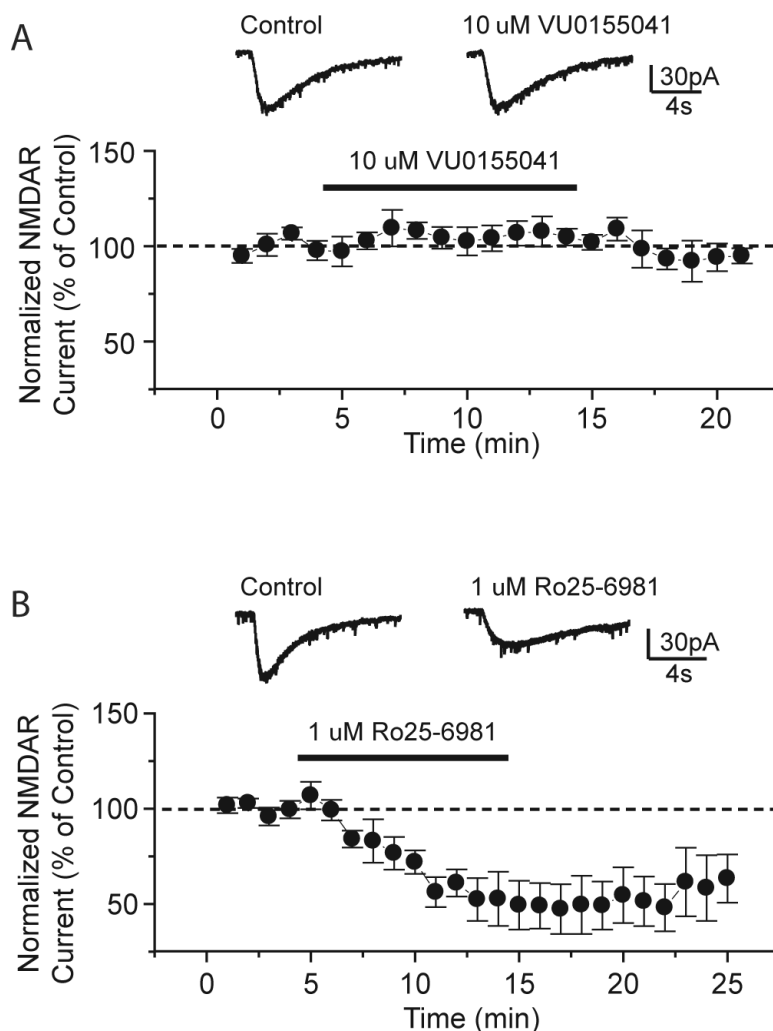 A
Control
10 uM VU0155041
30pA
4s
10 uM VU0155041
150
100
50
Normalized NMDAR
Current (% of Control)
0
5
10
15
20
Time (min)
B
Control
1 uM Ro25-6981
30pA
4s
1 uM Ro25-6981
150
100
50
Normalized NMDAR
Current (% of Control)
0
5
10
15
20
25
Time (min)